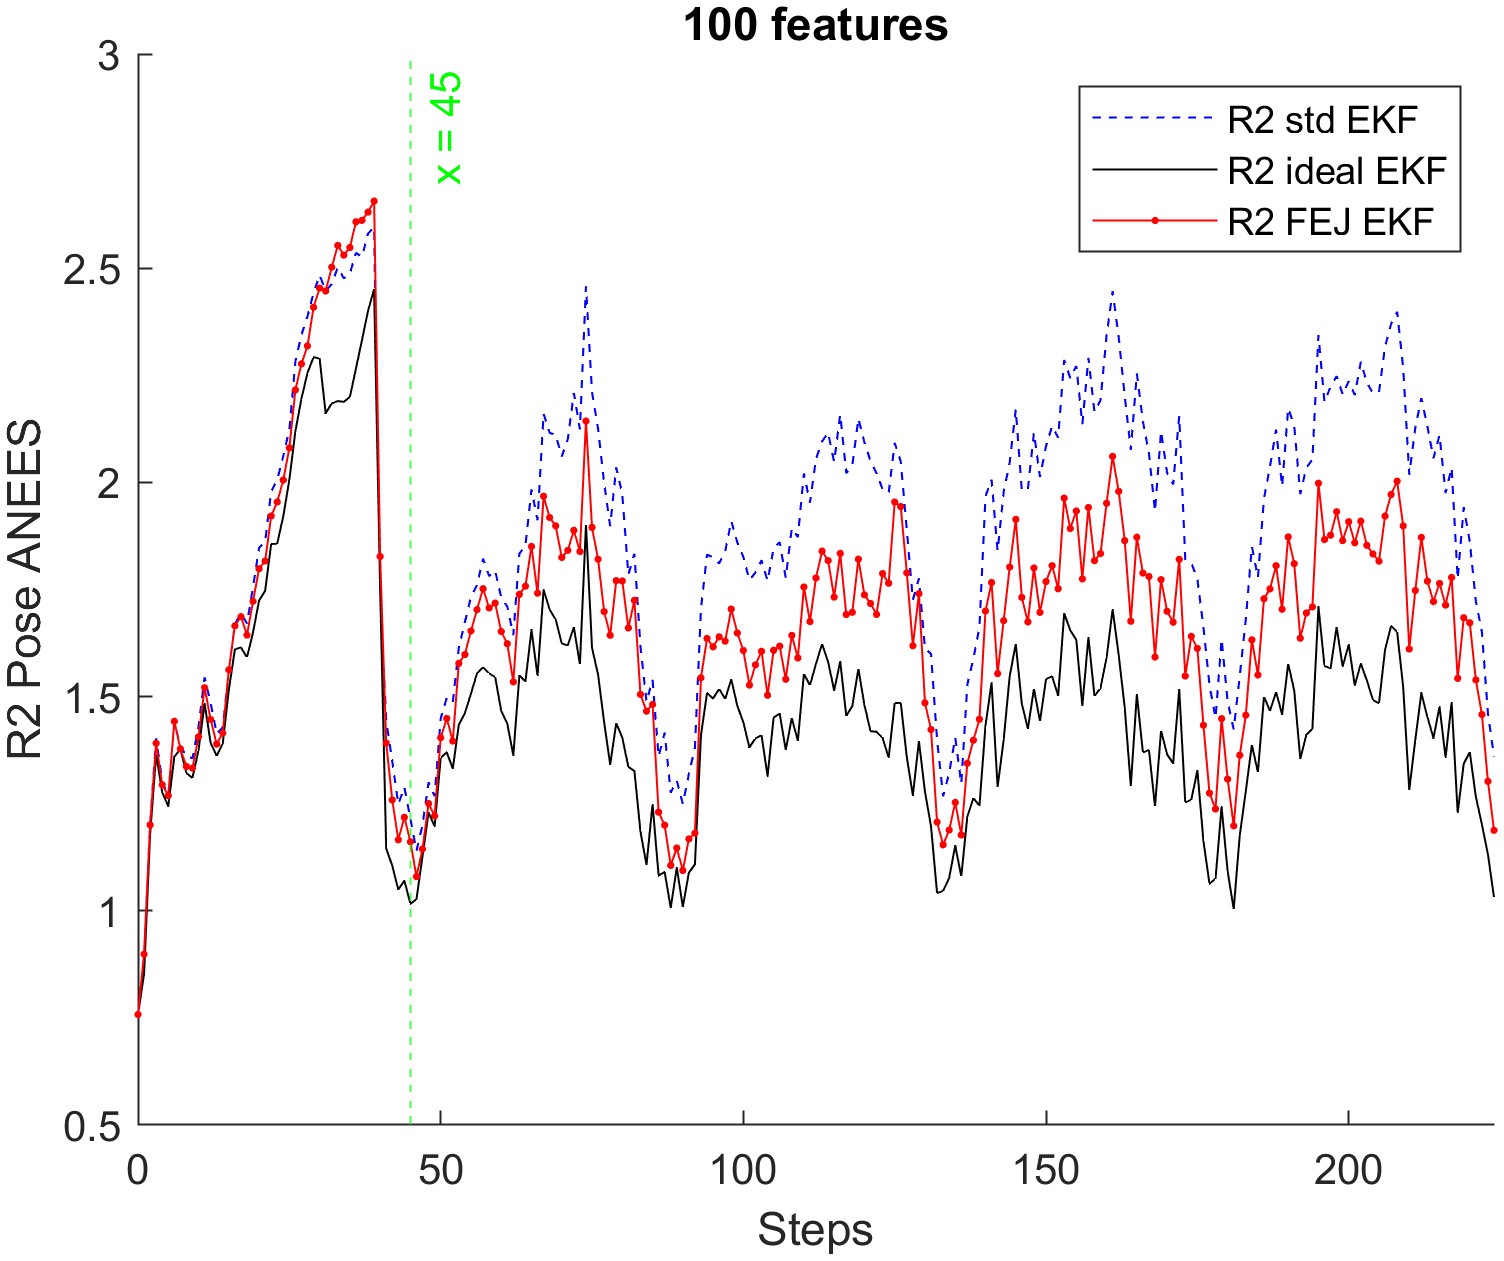 100 features
3
2.5
2
1.5
1
0.5
R2 Pose ANEES
x = 45
R2 std EKF
R2 ideal EKF
R2 FEJ EKF
0
50
100
150
200
Steps